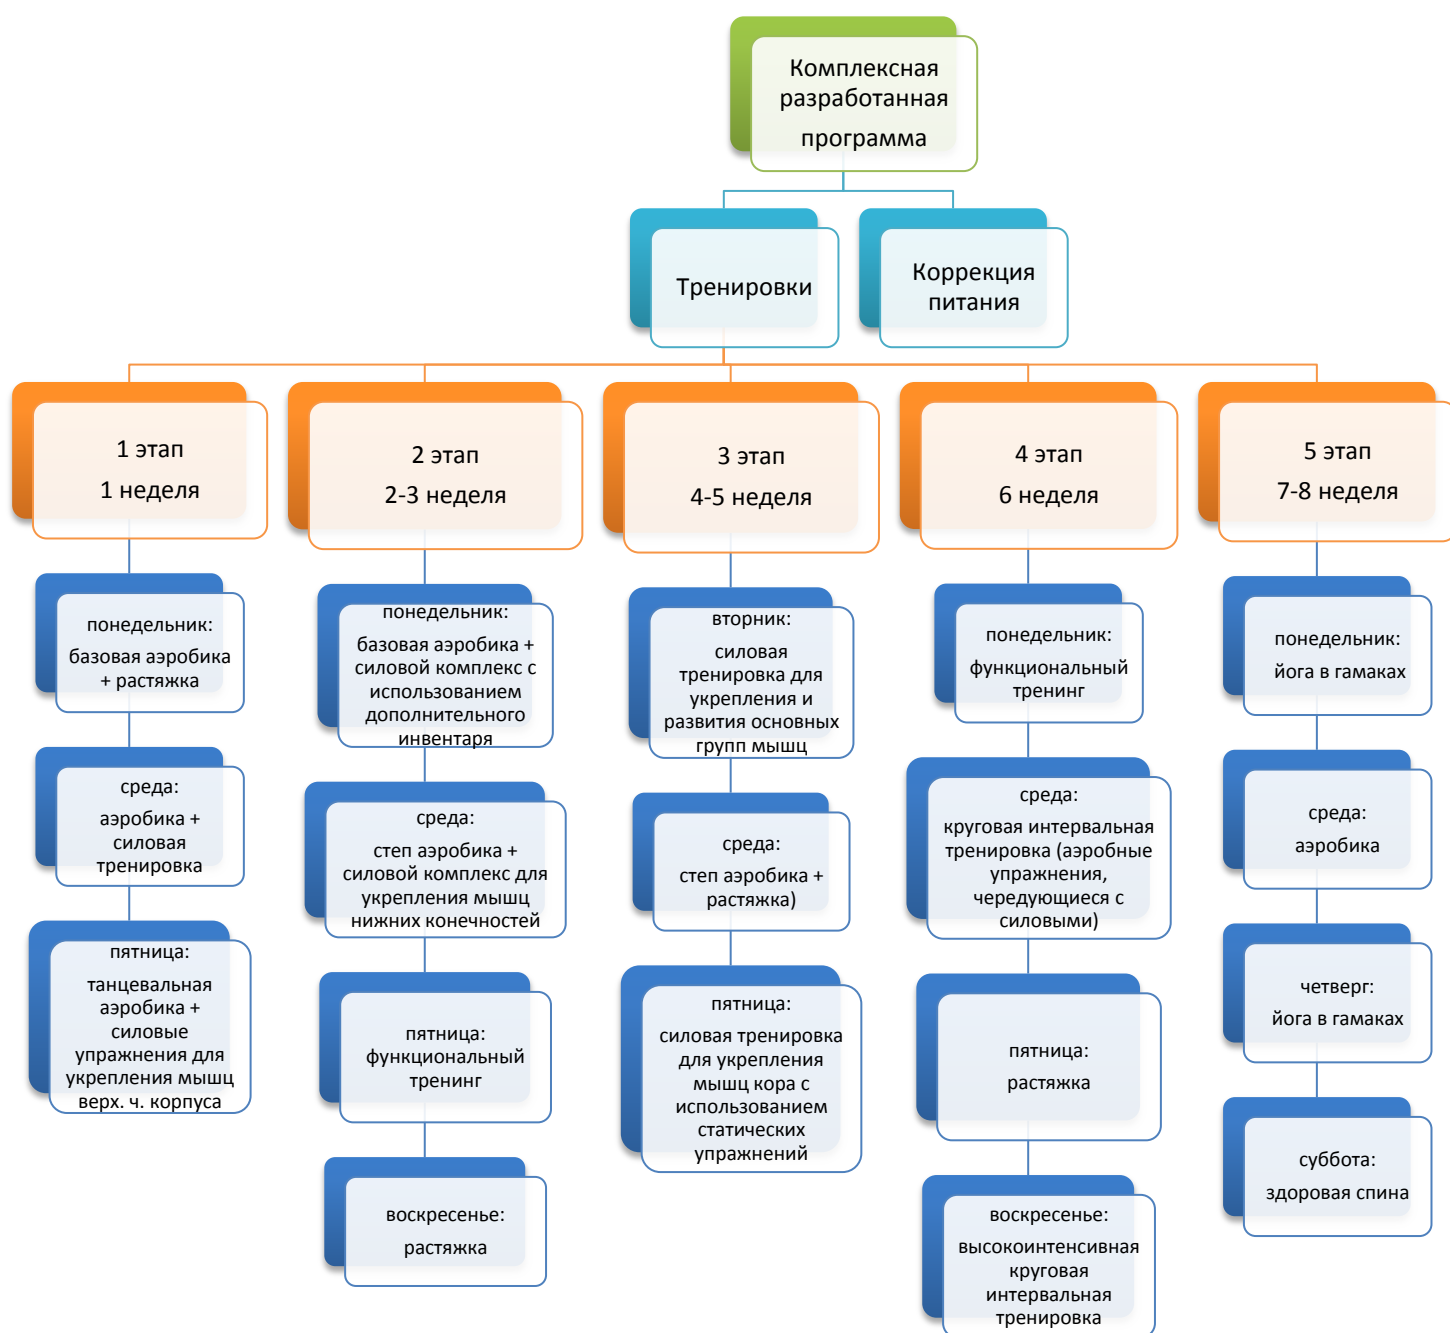 Комплексная
разработанная
программа
Тренировки
Коррекция
питания
1 этап
1 неделя
2 этап
2-3 неделя
3 этап
4-5 неделя
4 этап
6 неделя
5 этап
7-8 неделя
понедельник:
базовая аэробика
+ растяжка
среда:
аэробика +
силовая
тренировка
пятница:
танцевальная
аэробика +
силовые
упражнения для
укрепления мышц
верх. ч. корпуса
понедельник:
базовая аэробика +
силовой комплекс с
использованием
дополнительного
инвентаря
среда:
степ аэробика +
силовой комплекс для
укрепления мышц
нижних конечностей
пятница:
функциональный
тренинг
воскресенье:
растяжка
вторник:
силовая
тренировка для
укрепления и
развития основных
групп мышц
среда:
степ аэробика +
растяжка)
пятница:
силовая тренировка
для укрепления
мышц кора с
использованием
статических
упражнений
понедельник:
функциональный
тренинг
среда:
круговая интервальная
тренировка (аэробные
упражнения,
чередующиеся с
силовыми)
пятница:
растяжка
воскресенье:
высокоинтенсивная
круговая
интервальная
тренировка
понедельник:
йога в гамаках
среда:
аэробика
четверг:
йога в гамаках
суббота:
здоровая спина